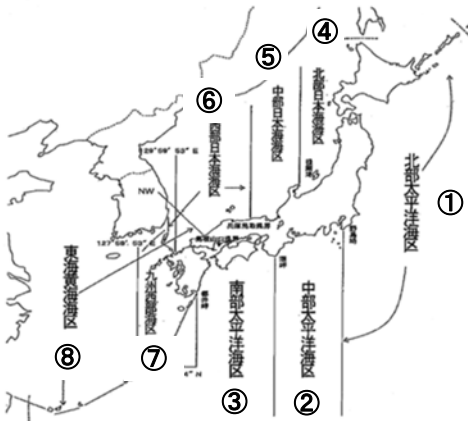 ④
⑤
⑥
北部日本海海区
中部日本海海区
西部日本海海区
NW
北部太平洋海区
①
東海黄海海区
九州西部海区
南部太平洋海区
中部太平洋海区
⑧
⑦
③
②